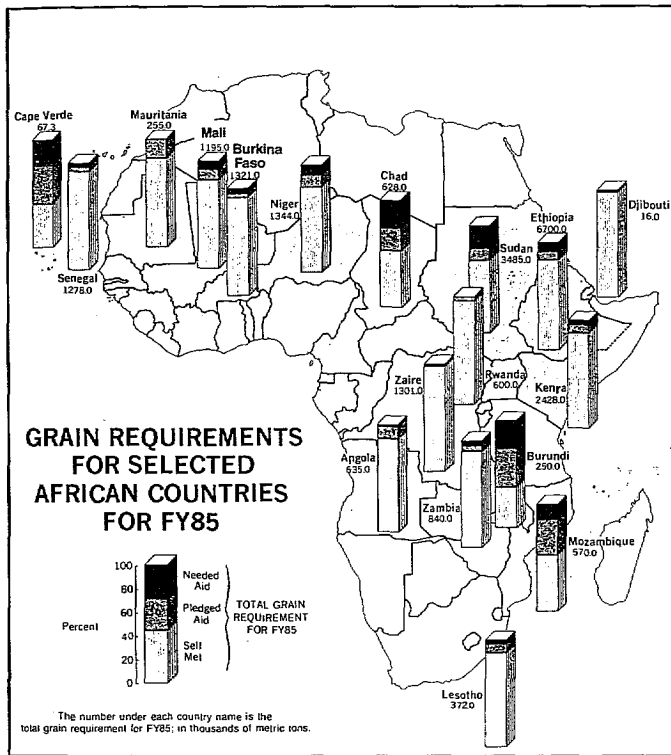 Cape Verde
67.3
Mauritania
255.0
Mali
1195.0
Burkina
Faso
1321.0
Niger
1344.0
Chad
628.0
Ethiopia
6700.0
Djibouti
16.0
Sudan
3485.0
Senegal
1278.0
Zaire
1301.0
Rwanda
600.0
Kenra
2428.0
Angola
635.0
Zambia
840.0
Burundi
290.0
Mozambique
570.0
Lesotho
372.0
GRAIN REQUIREMENTS
FOR SELECTED
AFRICAN COUNTRIES
FOR FY85
Percent
100
80
60
40
20
0
Needed
Aid
Pledged
Aid
Self
Met
TOTAL GRAIN
REQUIREMENT
FOR FY85
The number under each country name is the
total grain requirement for FY85; in thousands of metric tons.